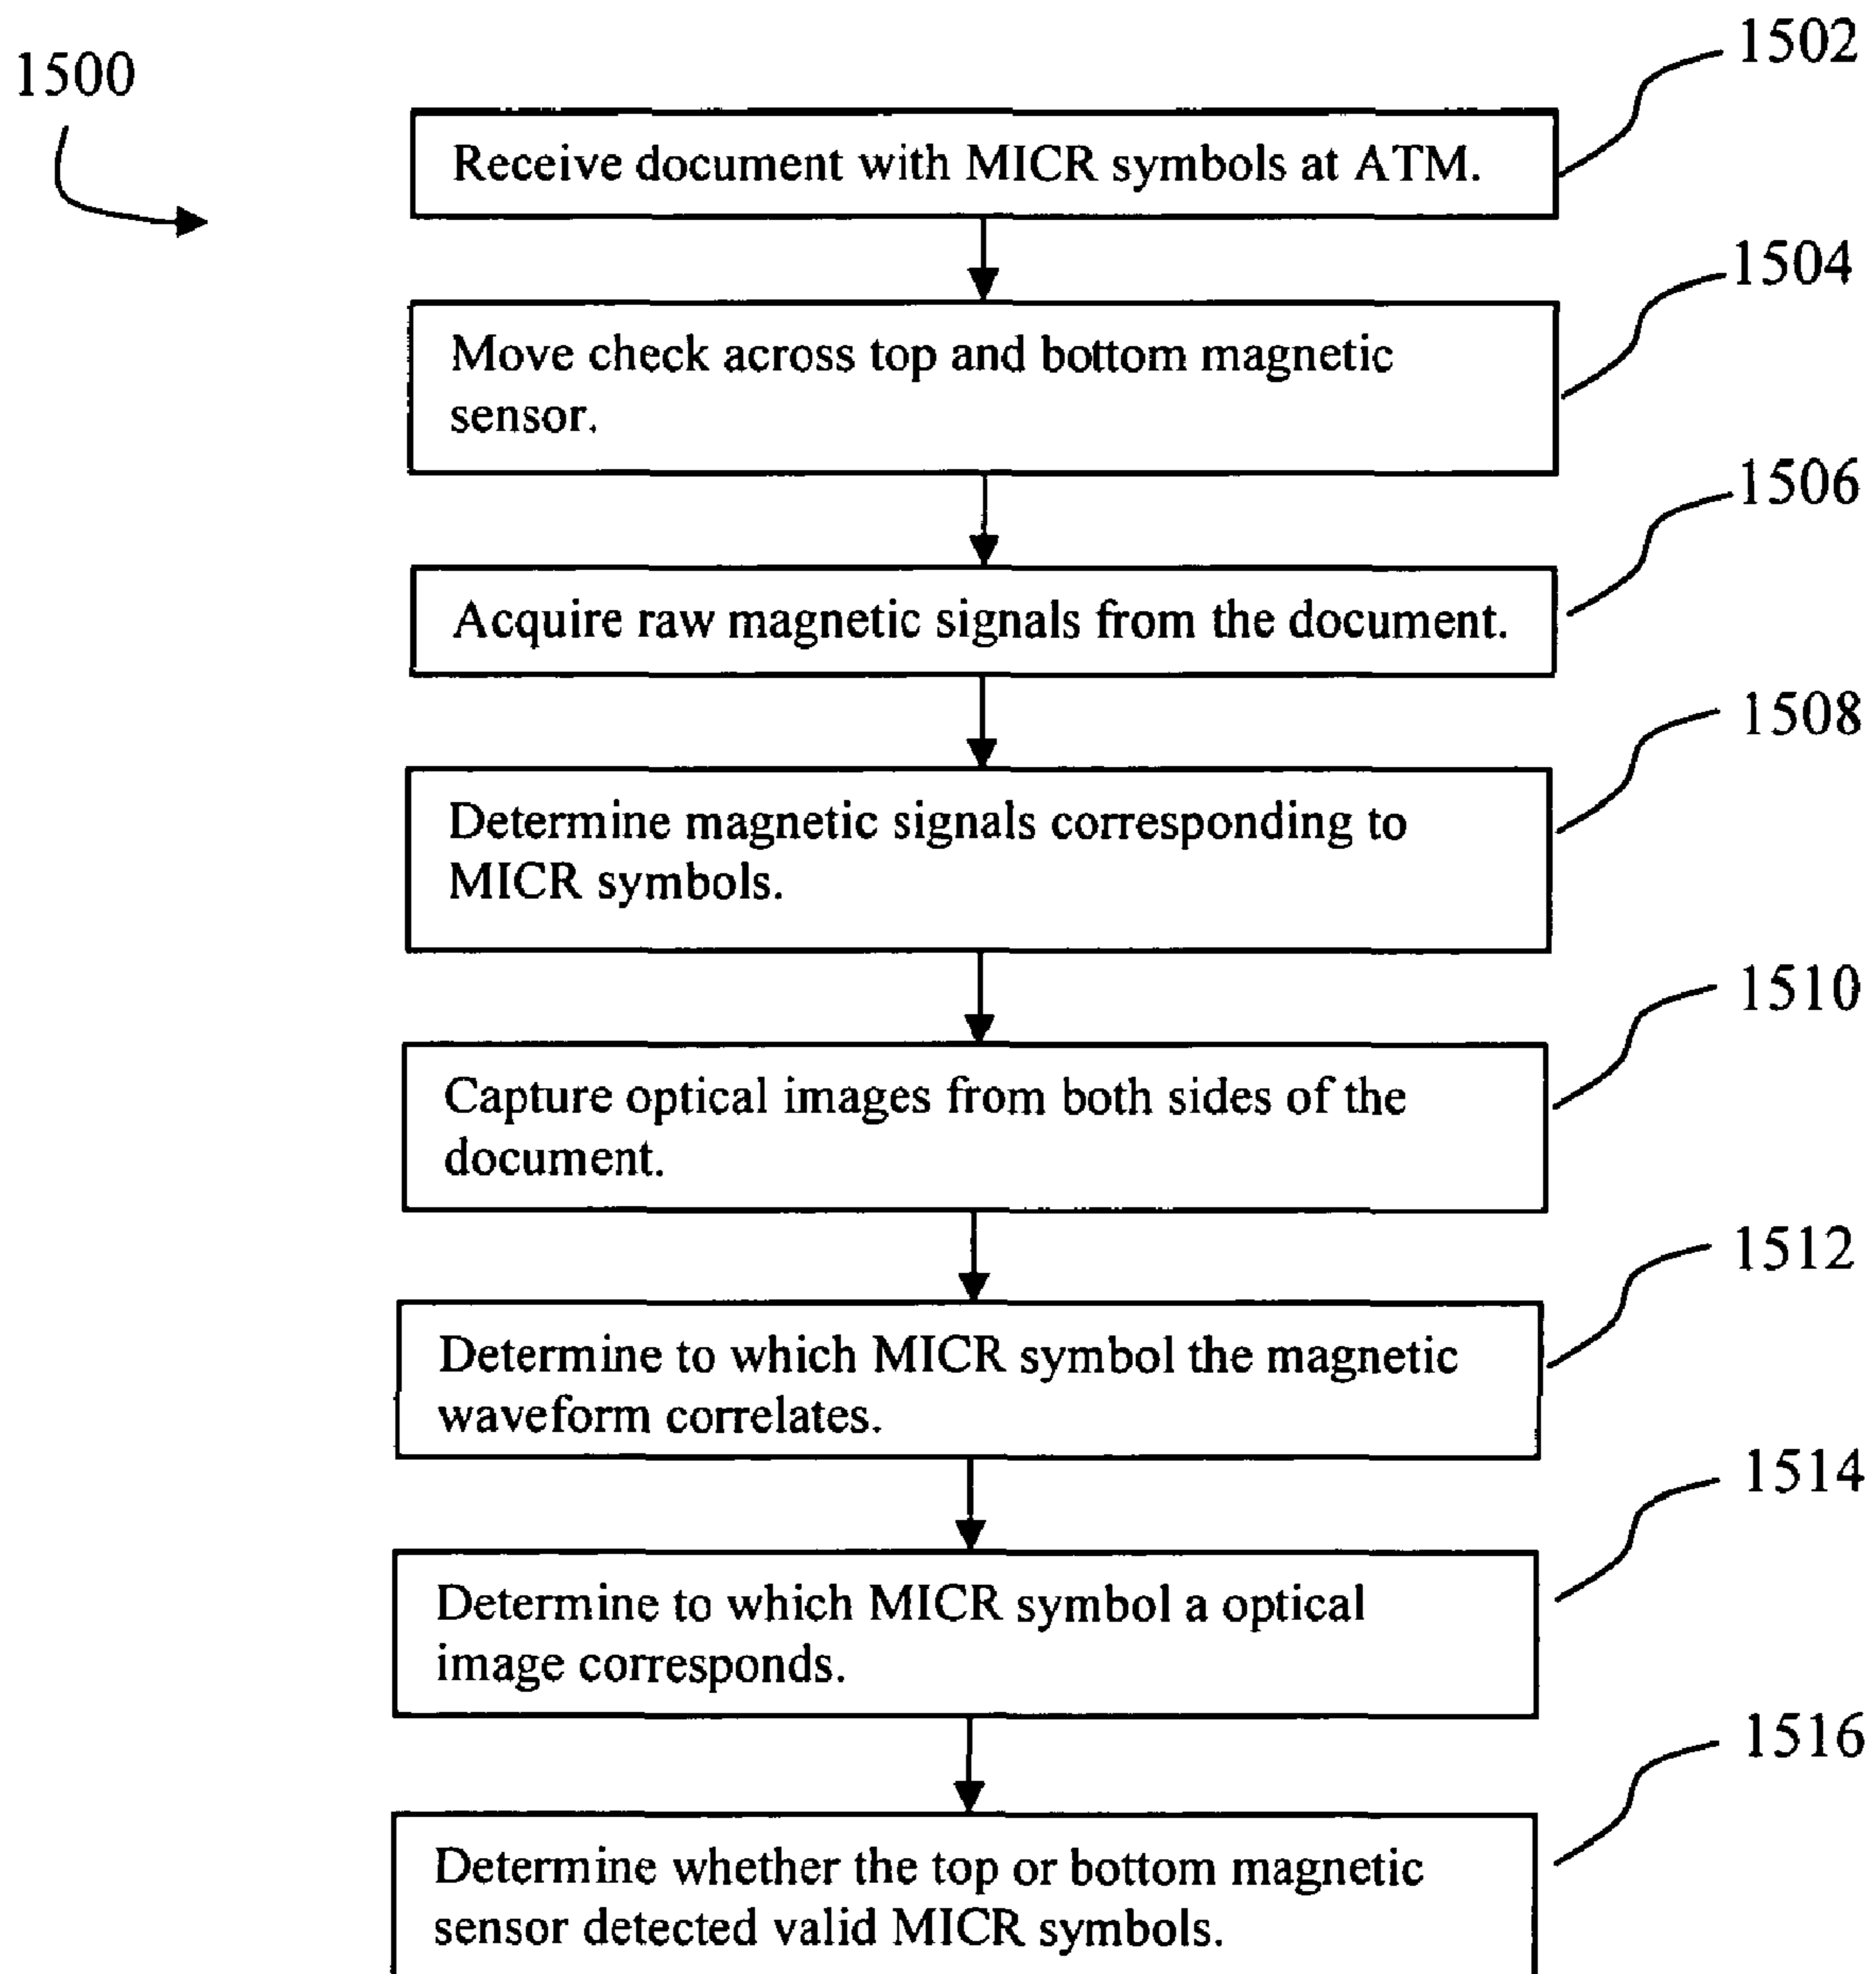 1500
1502
Receive document with MICR symbols at ATM.
1504
Move check across top and bottom magnetic
sensor.
1506
Acquire raw magnetic signals from the document.
1508
Determine magnetic signals corresponding to
MICR symbols.
1510
Capture optical images from both sides of the
document.
1512
Determine to which MICR symbol the magnetic
waveform correlates.
1514
Determine to which MICR symbol a optical
image corresponds.
1516
Determine whether the top or bottom magnetic
sensor detected valid MICR symbols.